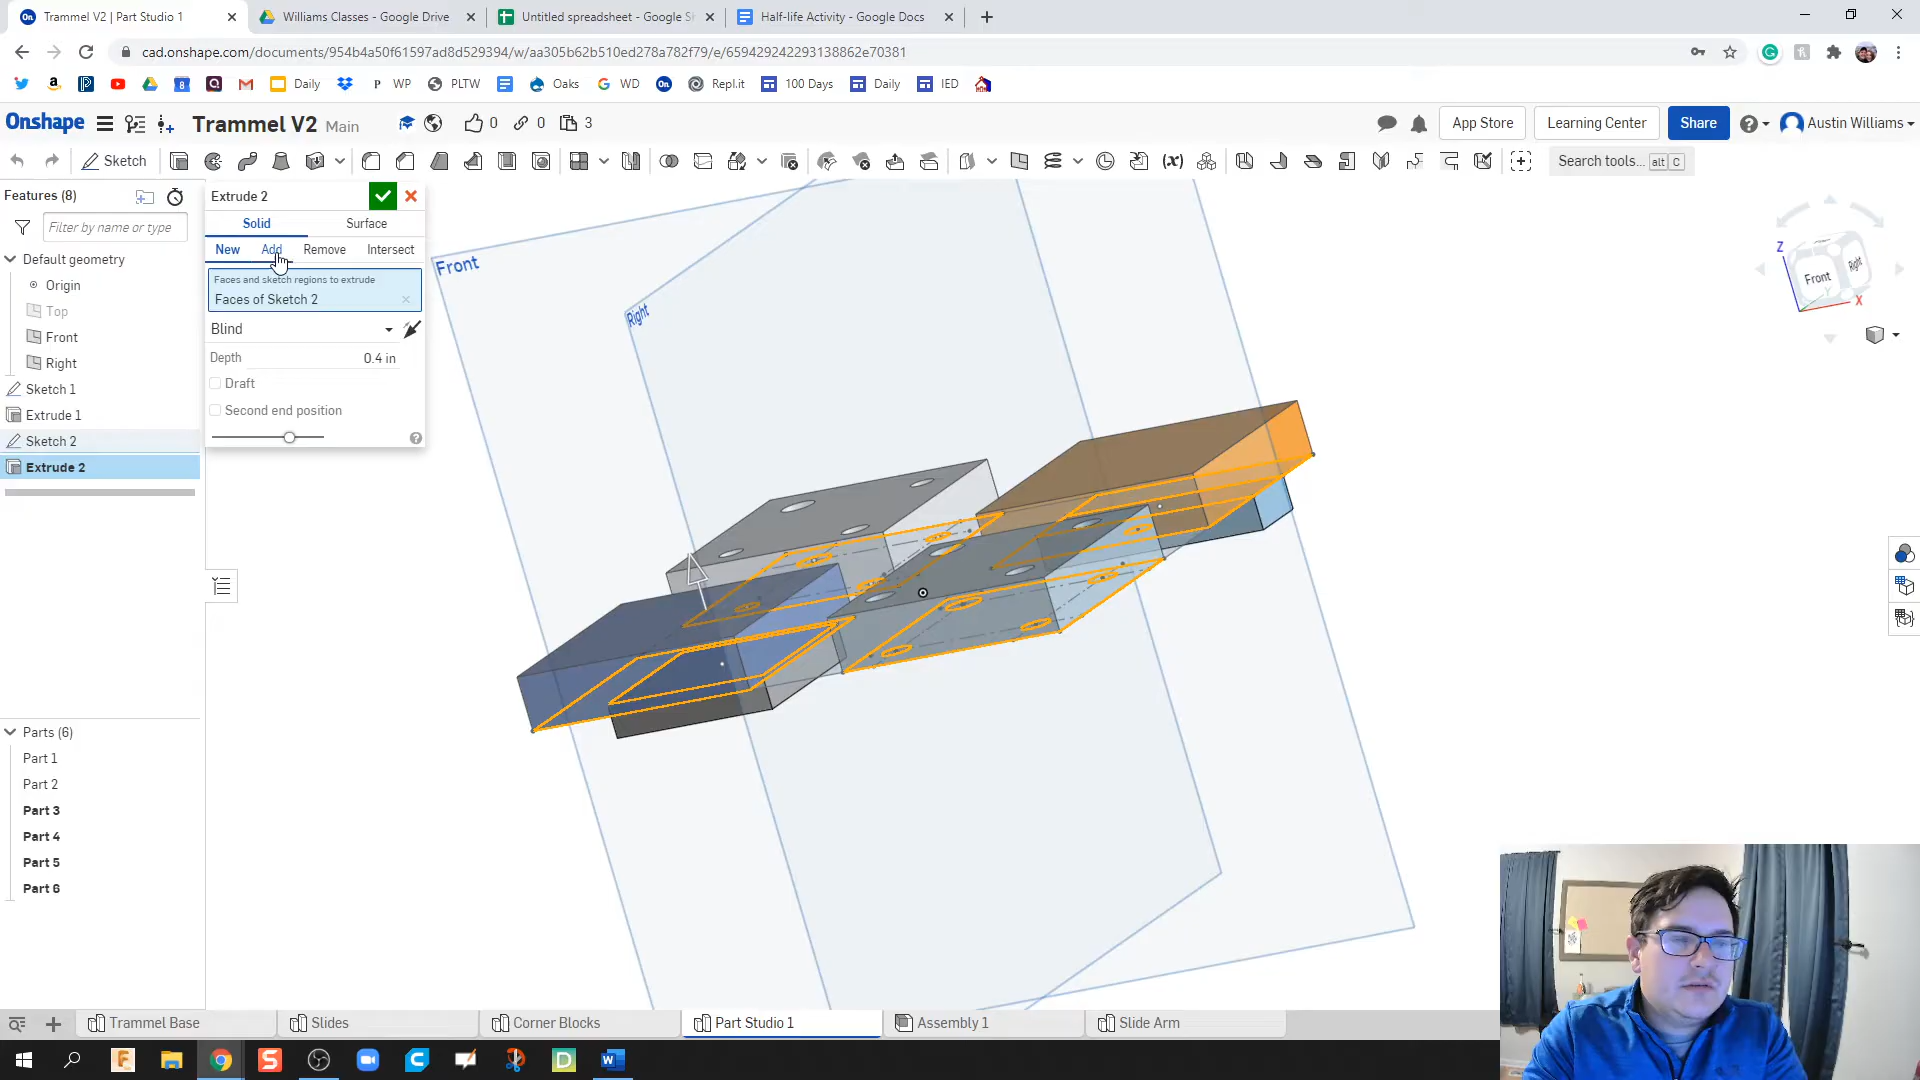 Trammel V2 | Part Studio 1
Williams Classes - Google Drive
Untitled spreadsheet - Google Sh
Half-life Activity - Google Docs
cad.onshape.com/documents/954b4a50f61597ad8d529394/w/aa305b62b510ed278a782f79/e/659429242293138862e70381
Daily
WP
PLTW
Oaks
WD
Repl.it
100 Days
Daily
IED
Onshape
Trammel V2 Main
0
0
3
App Store
Learning Center
Share
Austin Williams
Sketch
Search tools... alt C
Features (8)
Filter by name or type
Default geometry
Origin
Top
Front
Right
Sketch 1
Extrude 1
Sketch 2
Extrude 2
Extrude 2
Solid
Surface
New
Add
Remove
Intersect
Faces and sketch regions to extrude
Faces of Sketch 2
Blind
Depth
0.4 in
Draft
Second end position
Front
Right
Z
Front
Right
Y
X
Parts (6)
Part 1
Part 2
Part 3
Part 4
Part 5
Part 6
Trammel Base
Slides
Corner Blocks
Part Studio 1
Assembly 1
Slide Arm